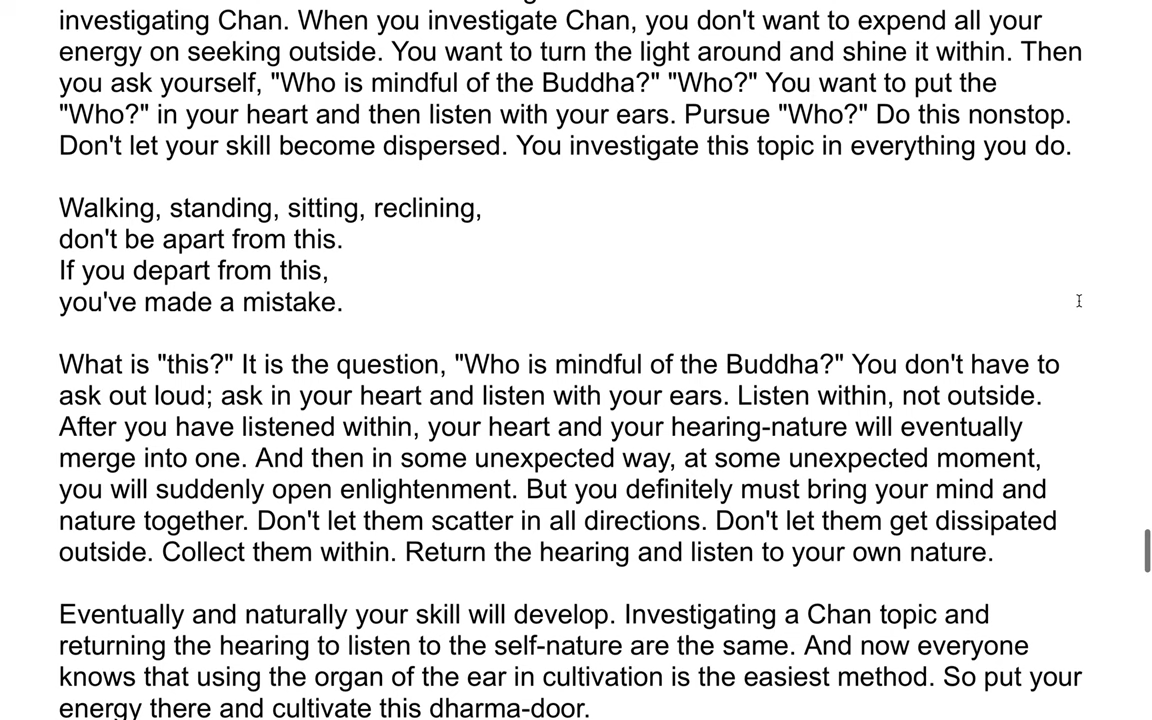 investigating Chan. When you investigate Chan, you don't want to expend all your
energy on seeking outside. You want to turn the light around and shine it within. Then
you ask yourself, "Who is mindful of the Buddha?" "Who?" You want to put the
"Who?" in your heart and then listen with your ears. Pursue "Who?" Do this nonstop.
Don't let your skill become dispersed. You investigate this topic in everything you do.
Walking, standing, sitting, reclining,
don't be apart from this.
If you depart from this,
you've made a mistake.
What is "this?" It is the question, "Who is mindful of the Buddha?" You don't have to
ask out loud; ask in your heart and listen with your ears. Listen within, not outside.
After you have listened within, your heart and your hearing-nature will eventually
merge into one. And then in some unexpected way, at some unexpected moment,
you will suddenly open enlightenment. But you definitely must bring your mind and
nature together. Don't let them scatter in all directions. Don't let them get dissipated
outside. Collect them within. Return the hearing and listen to your own nature.
Eventually and naturally your skill will develop. Investigating a Chan topic and
returning the hearing to listen to the self-nature are the same. And now everyone
knows that using the organ of the ear in cultivation is the easiest method. So put your
energy there and cultivate this dharma-door.